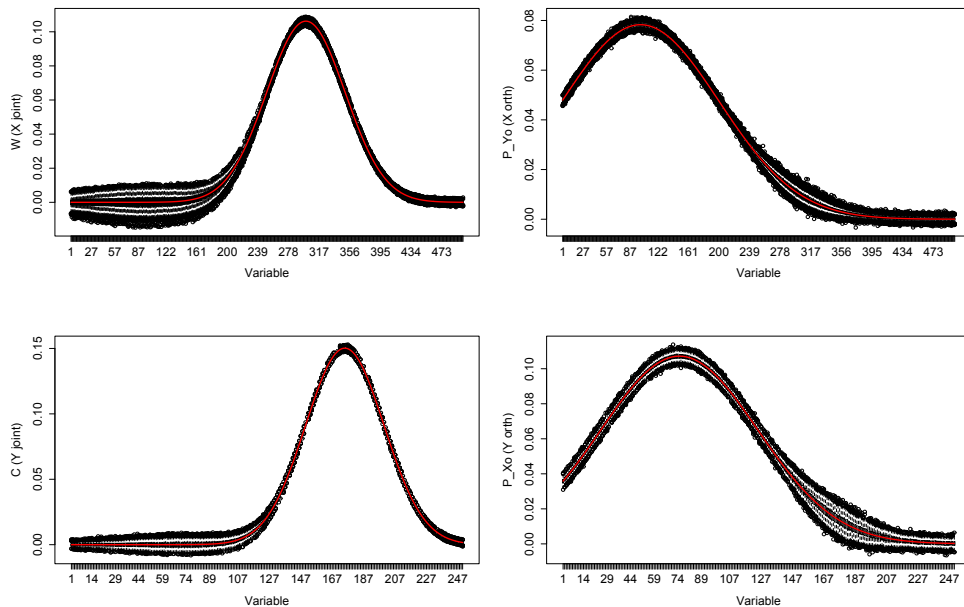 W (X joint)
0.00 0.02 0.04 0.06 0.08 0.10
1 27 57 87 122 161 200 239 278 317 356 395 434 473
Variable
P_Yo (X orth)
0.00 0.02 0.04 0.06 0.08
1 27 57 87 122 161 200 239 278 317 356 395 434 473
Variable
C (Y joint)
0.00 0.05 0.10 0.15
1 14 29 44 59 74 89 107 127 147 167 187 207 227 247
Variable
P_Xo (Y orth)
0.00 0.02 0.04 0.06 0.08 0.10
1 14 29 44 59 74 89 107 127 147 167 187 207 227 247
Variable